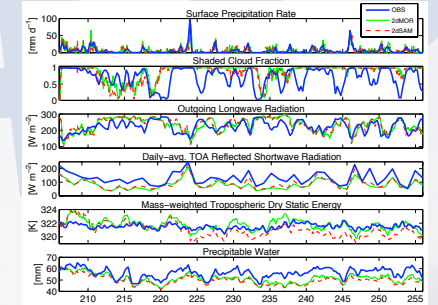 Surface Precipitation Rate
OBS
2dMOR
2dSAM
[mm d⁻¹]
100
50
0
Shaded Cloud Fraction
1
0.5
0
Outgoing Longwave Radiation
[W m⁻²]
300
200
100
Daily-avg. TOA Reflected Shortwave Radiation
[W m⁻²]
200
100
0
Mass-weighted Tropospheric Dry Static Energy
[K]
324
322
320
Precipitable Water
[mm]
70
60
50
40
210 215 220 225 230 235 240 245 250 255